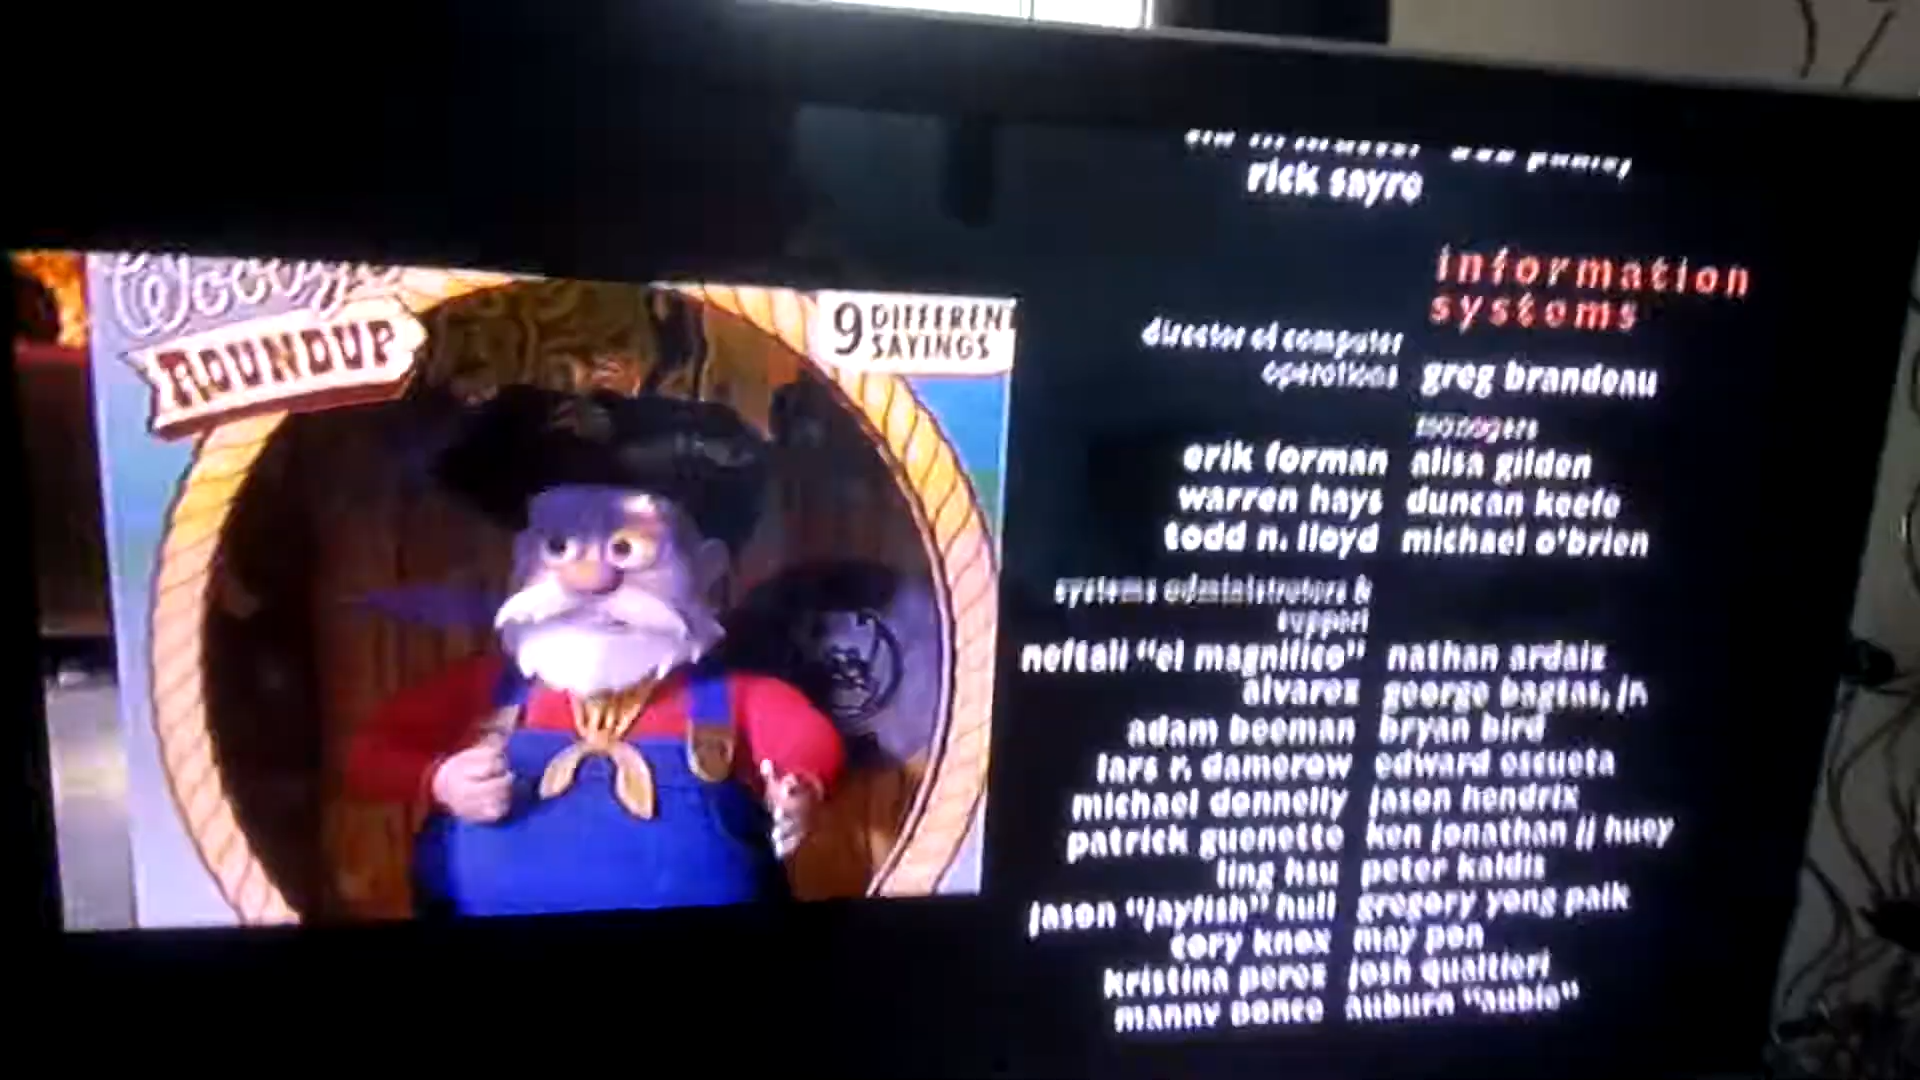 Woody's
ROUNDUP
9 DIFFERENT
SAYINGS
rick sayre
information
systems
director of computer
operations greg brandeau
managers
erik forman alisa gilden
warren hays duncan keefe
todd n. lloyd michael o'brien
systems administrators &
support
neftali "el magnifico" nathan ardaiz
alvarez george bagtas, jr.
adam beeman bryan bird
lars r. damerow edward escueta
michael donnelly jason hendrix
patrick guenette ken jonathan jj huey
ling hsu peter kaldis
jason "jayfish" hull gregory yong paik
cory knox may pon
kristina perez josh qualtieri
manny ponce auburn "aubie"